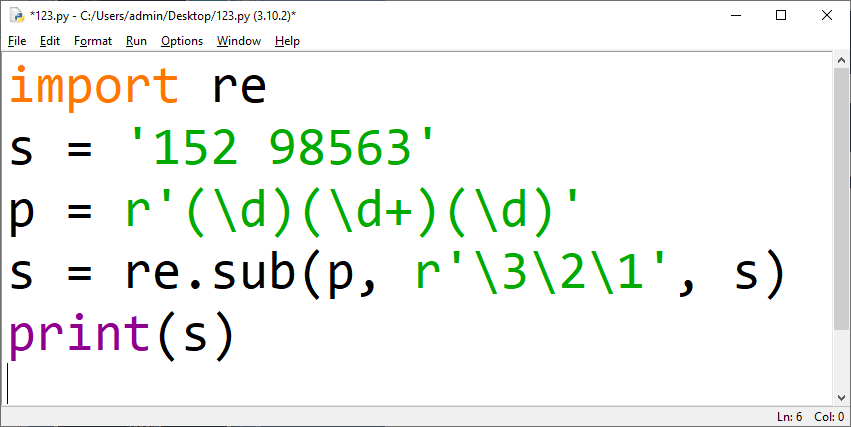 *123.py - C:/Users/admin/Desktop/123.py (3.10.2)*
File Edit Format Run Options Window Help
import re
s = '152 98563'
p = r'(\d)(\d+)(\d)'
s = re.sub(p, r'\3\2\1', s)
print(s)
Ln: 6 Col: 0